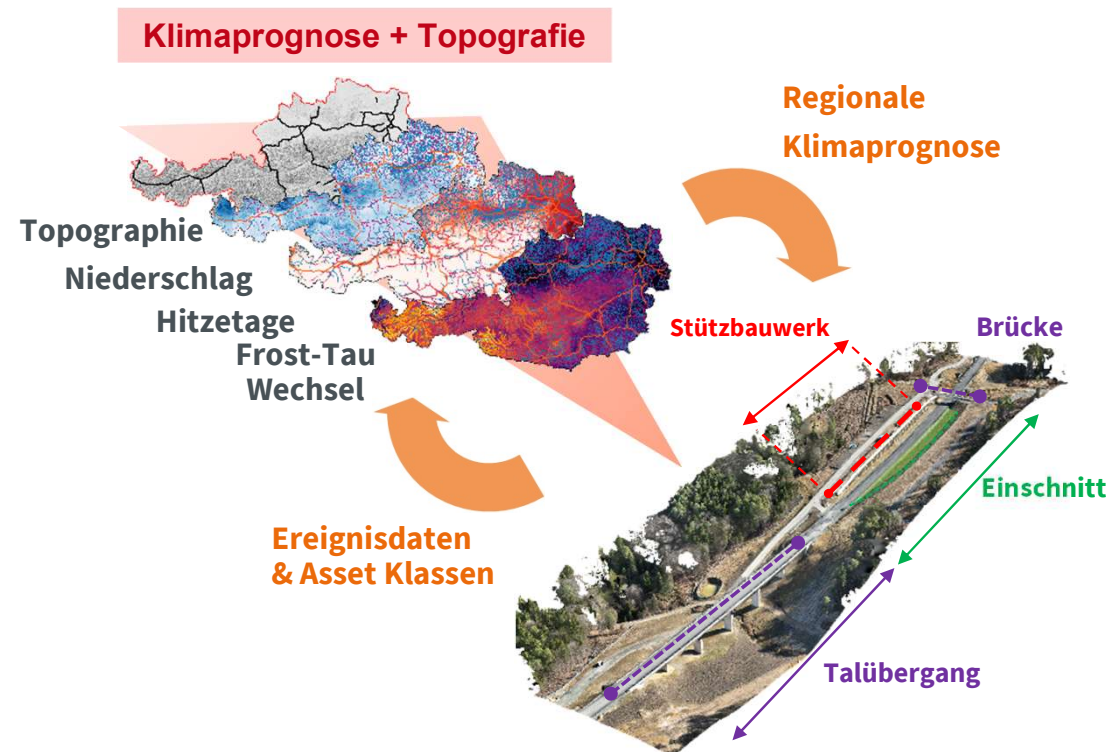 Klimaprognose + Topografie
Regionale
Klimaprognose
Topographie
Niederschlag
Hitzetage
Frost-Tau
Wechsel
Stützbauwerk
Brücke
Einschnitt
Ereignisdaten
& Asset Klassen
Talübergang